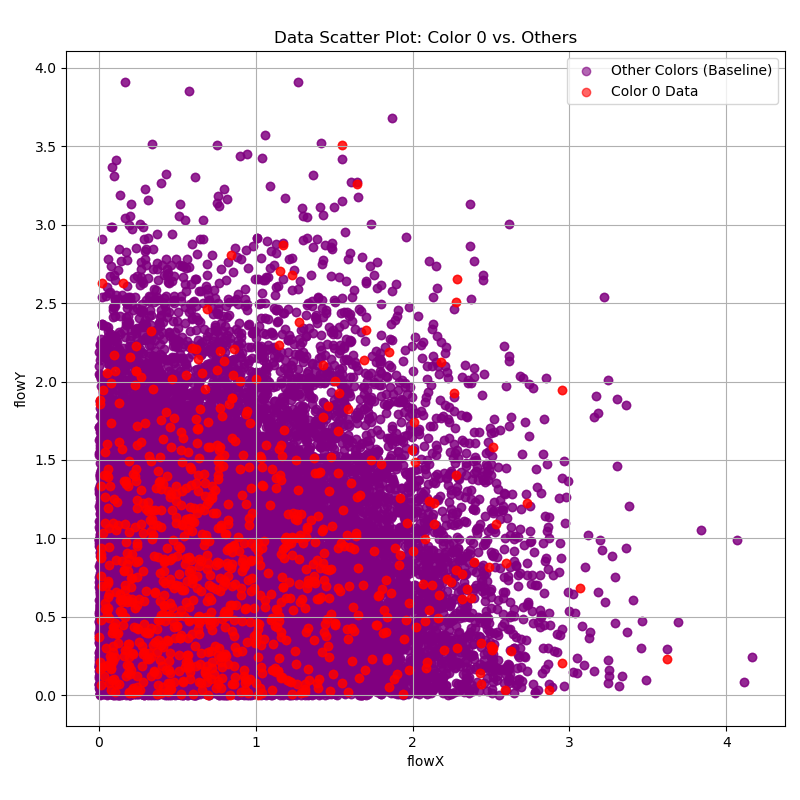 Data Scatter Plot: Color 0 vs. Others
Other Colors (Baseline)
Color 0 Data
flowY
4.0
3.5
3.0
2.5
2.0
1.5
1.0
0.5
0.0
0 1 2 3 4
flowX